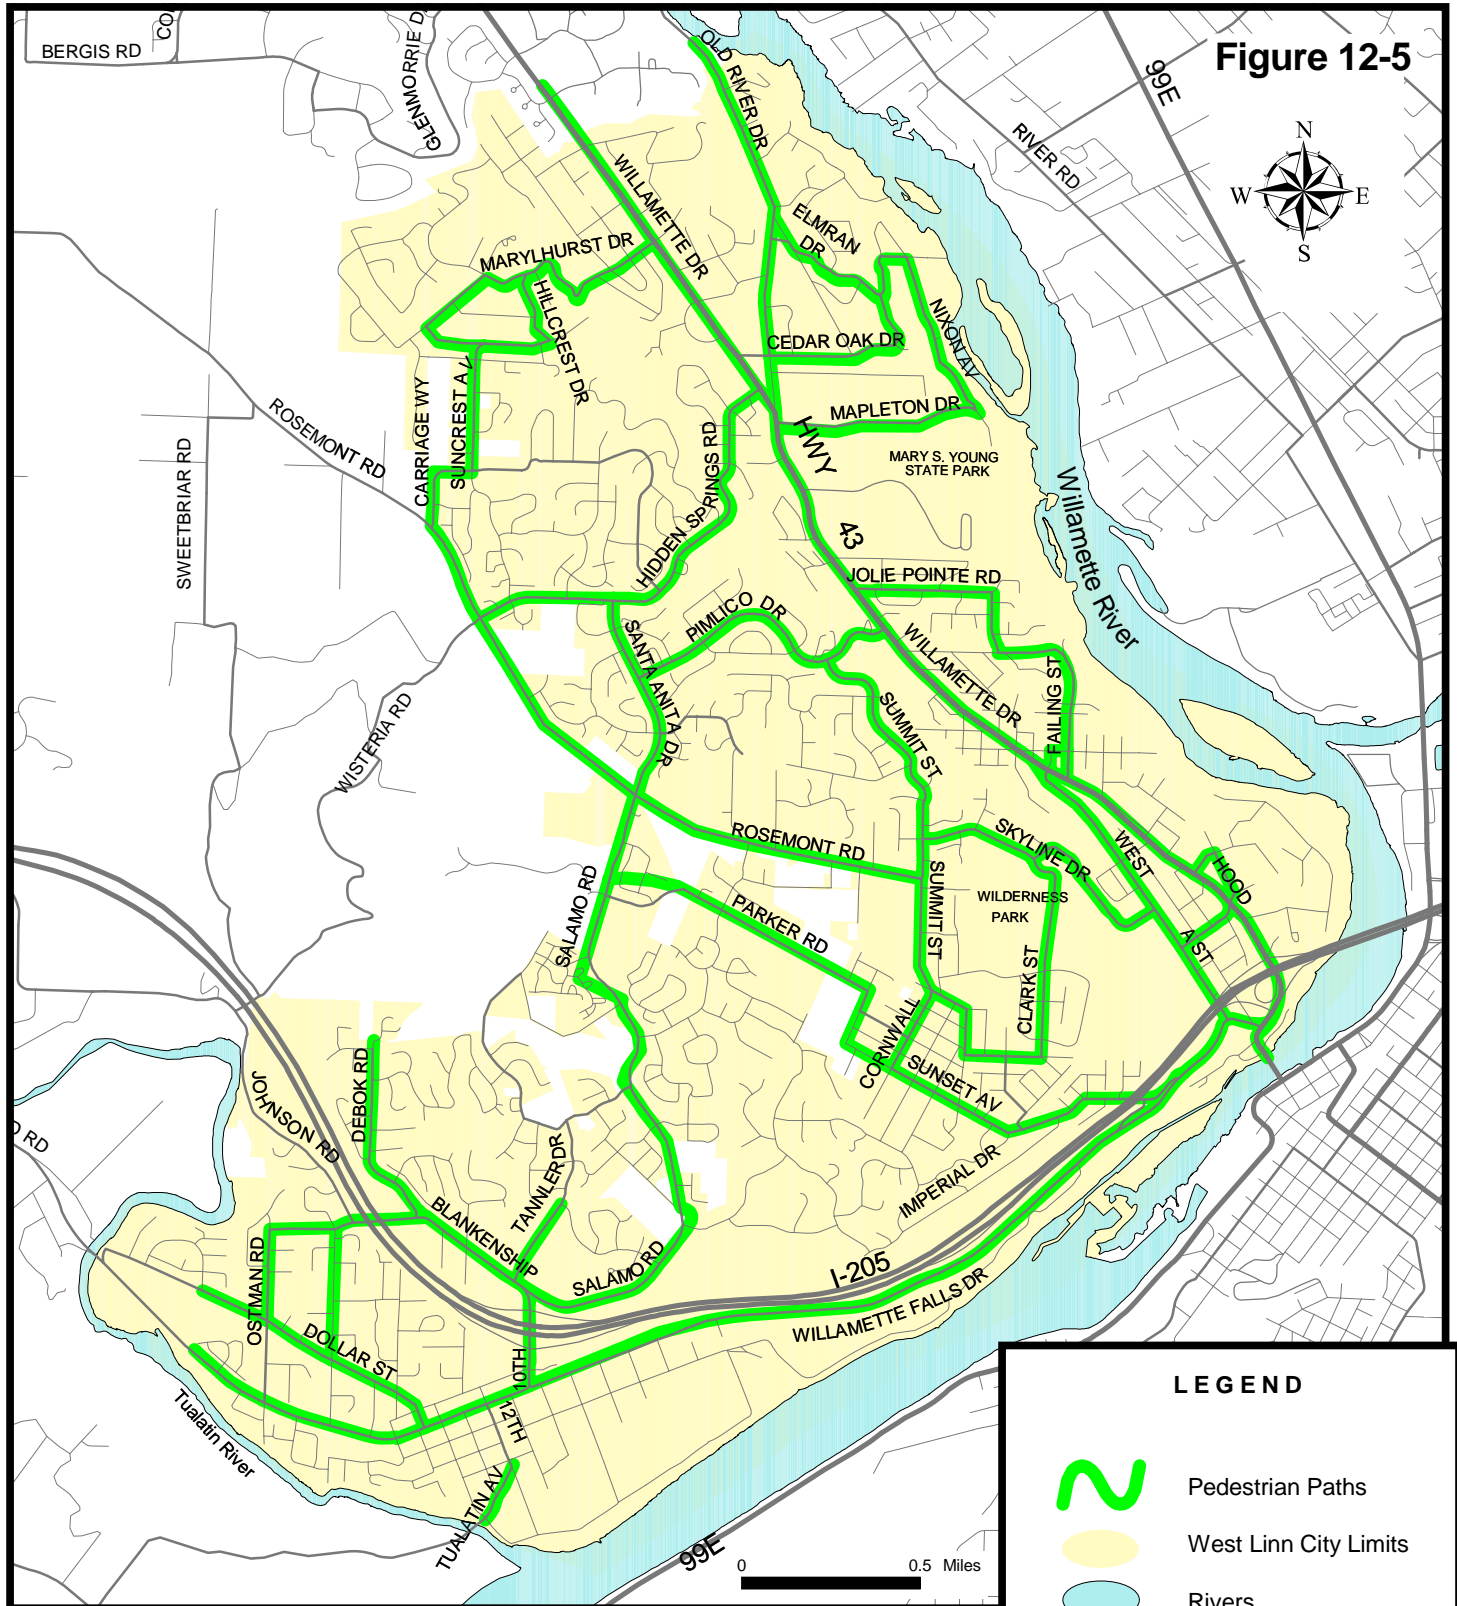 Figure 12-5
BERGIS RD
CO
GLENMORRIE D
OLD RIVER DR
99E
RIVER RD
N
W
E
S
WILLAMETTE DR
ELMRAN
DR
MARYLHURST DR
HILLCREST DR
NIXON AV
CEDAR OAK DR
CARRIAGE WY
SUNCREST AV
ROSEMONT RD
MAPLETON DR
HWY
43
SWEETBRIAR RD
HIDDEN SPRINGS RD
MARY S. YOUNG
STATE PARK
Willamette River
JOLIE POINTE RD
PIMLICO DR
SANTA ANITA DR
WILLAMETTE DR
FAILING ST
WISTERIA RD
SUMMIT ST
ROSEMONT RD
SKYLINE DR
WEST
HOOD
SALAMO RD
SUMMIT ST
WILDERNESS
PARK
PARKER RD
A ST
CLARK ST
CORNWALL
SUNSET AV
DEBOK RD
JOHNSON RD
O RD
TANNLER DR
IMPERIAL DR
BLANKENSHIP
SALAMO RD
I-205
OSTMAN RD
WILLAMETTE FALLS DR
DOLLAR ST
10TH
12TH
Tualatin River
TUALATIN AV
99E
0 0.5 Miles
LEGEND
Pedestrian Paths
West Linn City Limits
Rivers